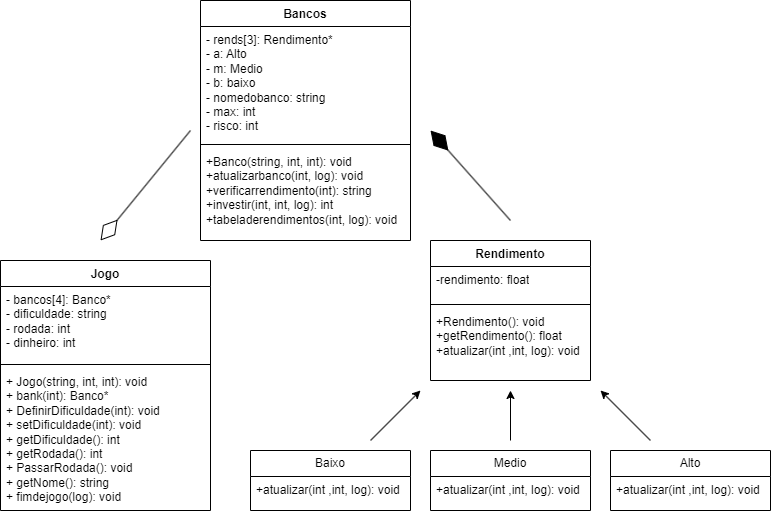 Bancos
- rends[3]: Rendimento*
- a: Alto
- m: Medio
- b: baixo
- nomedobanco: string
- max: int
- risco: int
+Banco(string, int, int): void
+atualizarbanco(int, log): void
+verificarrendimento(int): string
+investir(int, int, log): int
+tabeladerendimentos(int, log): void
Jogo
- bancos[4]: Banco*
- dificuldade: string
- rodada: int
- dinheiro: int
+ Jogo(string, int, int): void
+ bank(int): Banco*
+ DefinirDificuldade(int): void
+ setDificuldade(int): void
+ getDificuldade(): int
+ getRodada(): int
+ PassarRodada(): void
+ getNome(): string
+ fimdejogo(log): void
Rendimento
-rendimento: float
+Rendimento(): void
+getRendimento(): float
+atualizar(int ,int, log): void
Baixo
+atualizar(int ,int, log): void
Medio
+atualizar(int ,int, log): void
Alto
+atualizar(int ,int, log): void